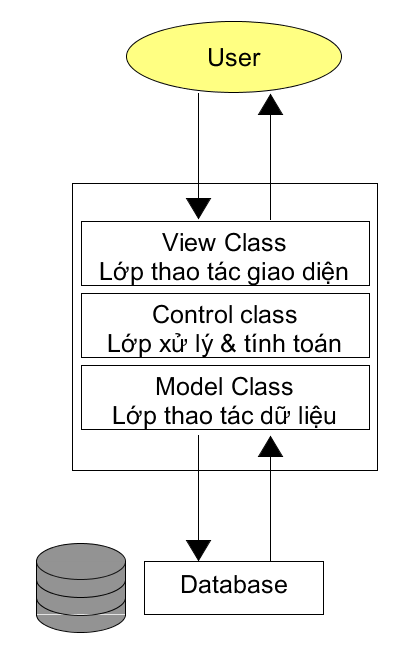 User
View Class
Lớp thao tác giao diện
Control class
Lớp xử lý & tính toán
Model Class
Lớp thao tác dữ liệu
Database